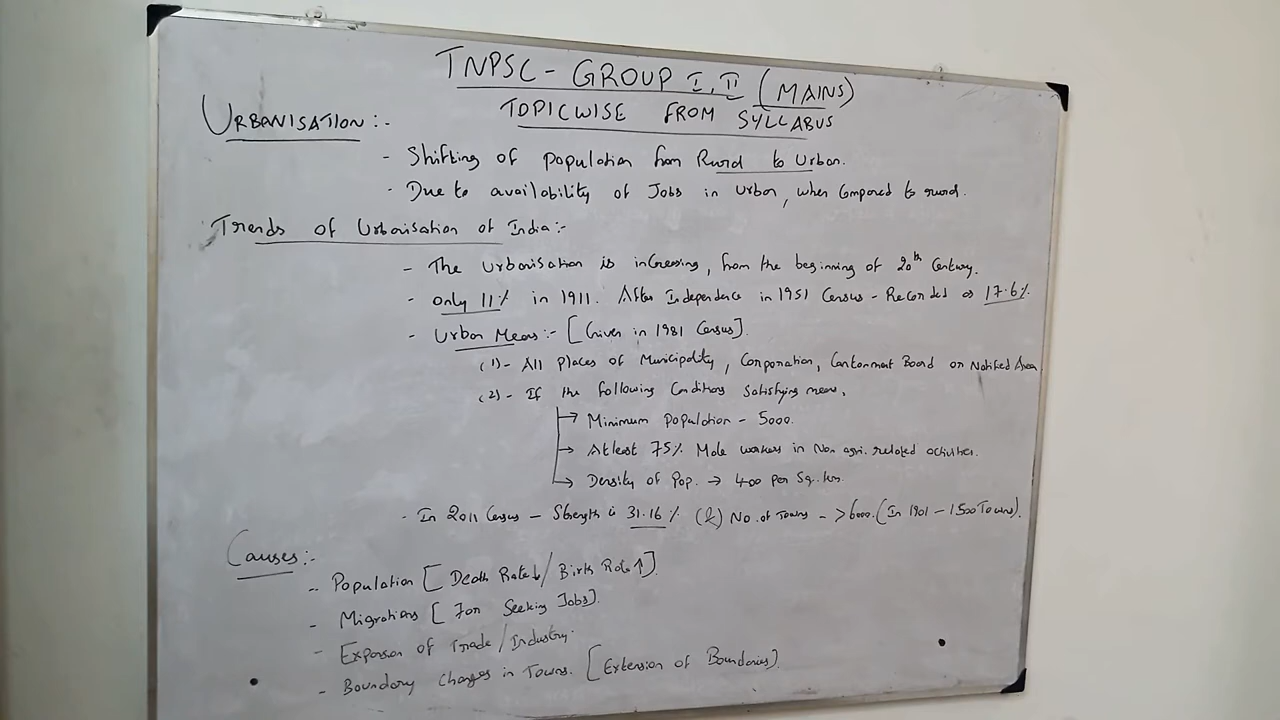 TNPSC - GROUP I, II (MAINS)
TOPICWISE FROM SYLLABUS
URBANISATION:-
- Shifting of population from Rural to Urban.
- Due to availability of Jobs in urban, when compared to rural.
Trends of Urbanisation of India:-
- The Urbanisation is increasing, from the beginning of 20th Century.
- Only 11% in 1911. After Independence in 1951 Census - Recorded as 17.6%
- Urban Means:- [Given in 1981 Census].
(1)- All Places of Municipality, Corporation, Cantonment Board or Notified Area
(2)- If the following Conditions Satisfying means,
→ Minimum population - 5000.
→ Atleast 75% Male workers in Non agri. related activities.
→ Density of Pop. → 400 per Sq.km.
- In 2011 Census - Strength is 31.16% (&) No. of Towns - >6000. (In 1901 - 1500 Towns).
Causes:-
- Population [Death Rate↓/Birth Rate↑].
- Migrations [For Seeking Jobs].
- Expansion of Trade/Industry.
- Boundary Changes in Towns. [Extension of Boundaries].